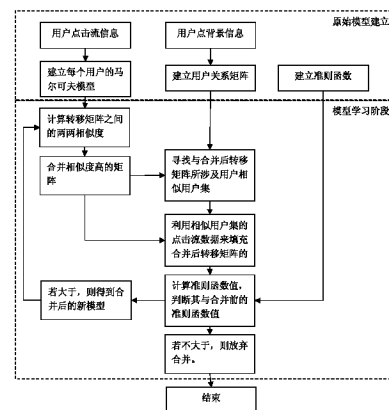 原始模型建立
用户点击流信息
用户点背景信息
建立每个用户的马
尔可夫模型
建立用户关系矩阵
建立准则函数
模型学习阶段
计算转移矩阵之间
的两两相似度
合并相似度高的矩
阵
寻找与合并后转移
矩阵所涉及用户相
似用户集
利用相似用户集的
点击流数据来填充
合并后转移矩阵的
若大于，则得到合
并后的新模型
计算准则函数值，
判断其与合并前的
准则函数值
若不大于，则放弃
合并。
结束